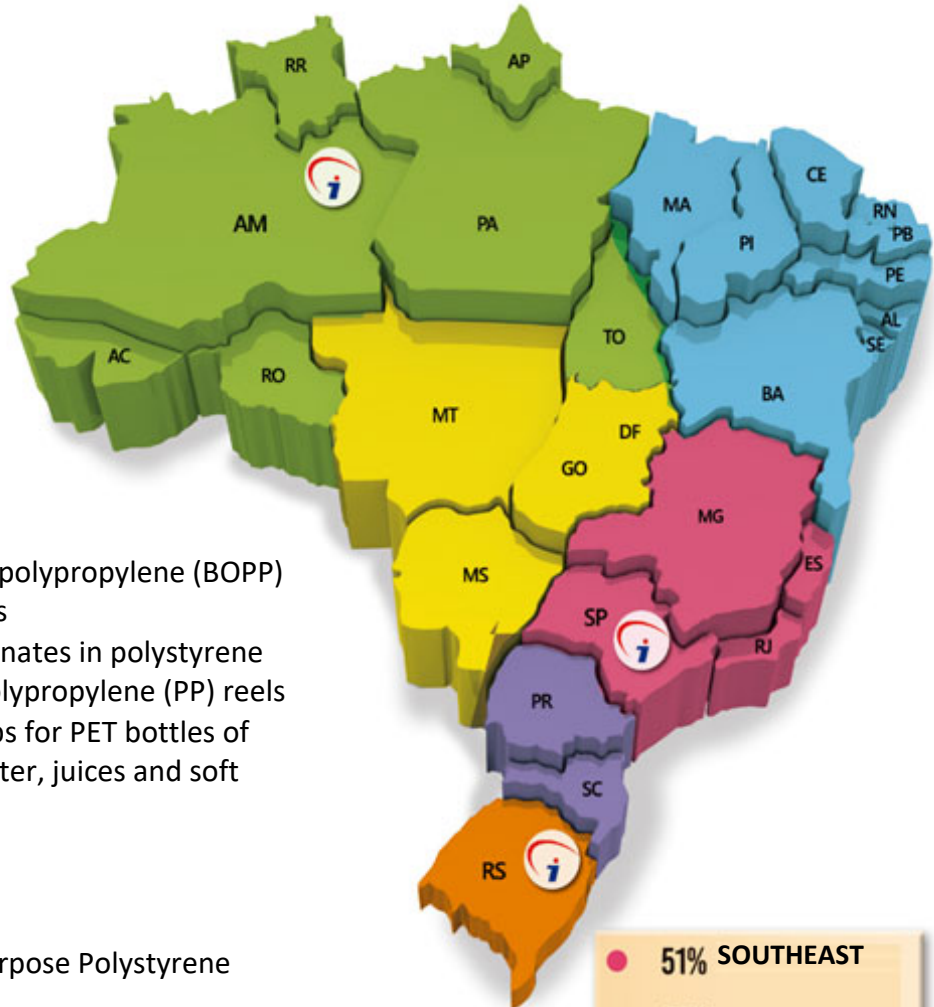 RR
AP
AM
PA
MA
CE
RN
PB
PI
PE
AL
SE
AC
RO
TO
BA
MT
DF
GO
MG
MS
ES
SP
RJ
PR
SC
RS
polypropylene (BOPP)
s
nates in polystyrene
olypropylene (PP) reels
os for PET bottles of
ter, juices and soft
rpose Polystyrene
51% SOUTHEAST